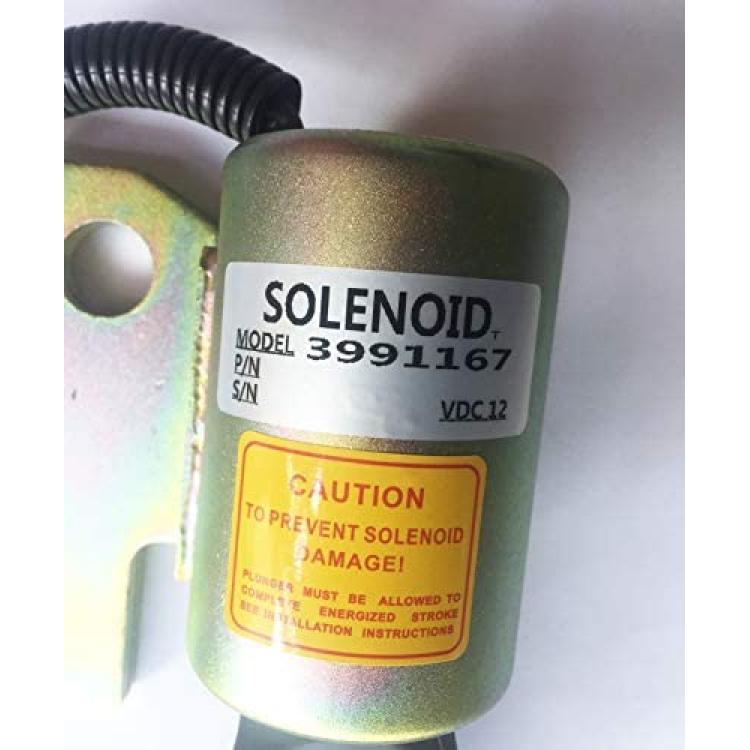 SOLENOID T
MODEL 3991167
P/N
S/N
VDC 12
CAUTION
TO PREVENT SOLENOID
DAMAGE!
PLUNGER MUST BE ALLOWED TO
COMPLETE ENERGIZED STROKE
SEE INSTALLATION INSTRUCTIONS